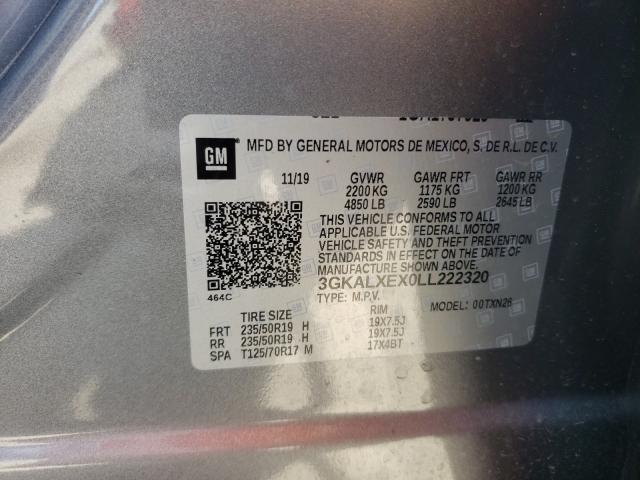 GM
MFD BY GENERAL MOTORS DE MEXICO, S. DE R.L. DE C.V.
11/19 GVWR GAWR FRT GAWR RR
2200 KG 1175 KG 1200 KG
4850 LB 2590 LB 2645 LB
THIS VEHICLE CONFORMS TO ALL
APPLICABLE U.S. FEDERAL MOTOR
VEHICLE SAFETY AND THEFT PREVENTION
STANDARDS IN EFFECT ON THE DATE OF
MANUFACTURE SHOWN ABOVE.
3GKALXEX0LL222320
464C
TYPE: M.P.V. MODEL: 00TXN26
TIRE SIZE RIM
FRT 235/50R19 H 19X7.5J
RR 235/50R19 H 19X7.5J
SPA T125/70R17 M 17X4BT